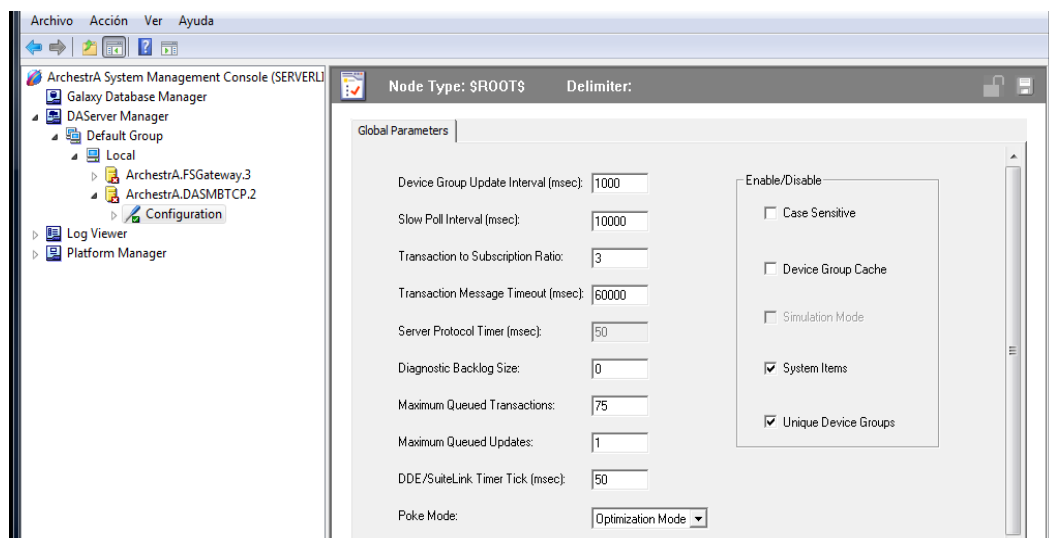 Archivo Acción Ver Ayuda
ArchestrA System Management Console (SERVERLI
Galaxy Database Manager
DAServer Manager
Default Group
Local
ArchestrA.FSGateway.3
ArchestrA.DASMBTCP.2
Configuration
Log Viewer
Platform Manager
Node Type: $ROOT$ Delimiter:
Global Parameters
Device Group Update Interval (msec): 1000
Slow Poll Interval (msec): 10000
Transaction to Subscription Ratio: 3
Transaction Message Timeout (msec): 60000
Server Protocol Timer (msec): 50
Diagnostic Backlog Size: 0
Maximum Queued Transactions: 75
Maximum Queued Updates: 1
DDE/SuiteLink Timer Tick (msec): 50
Poke Mode: Optimization Mode
Enable/Disable
Case Sensitive
Device Group Cache
Simulation Mode
System Items
Unique Device Groups